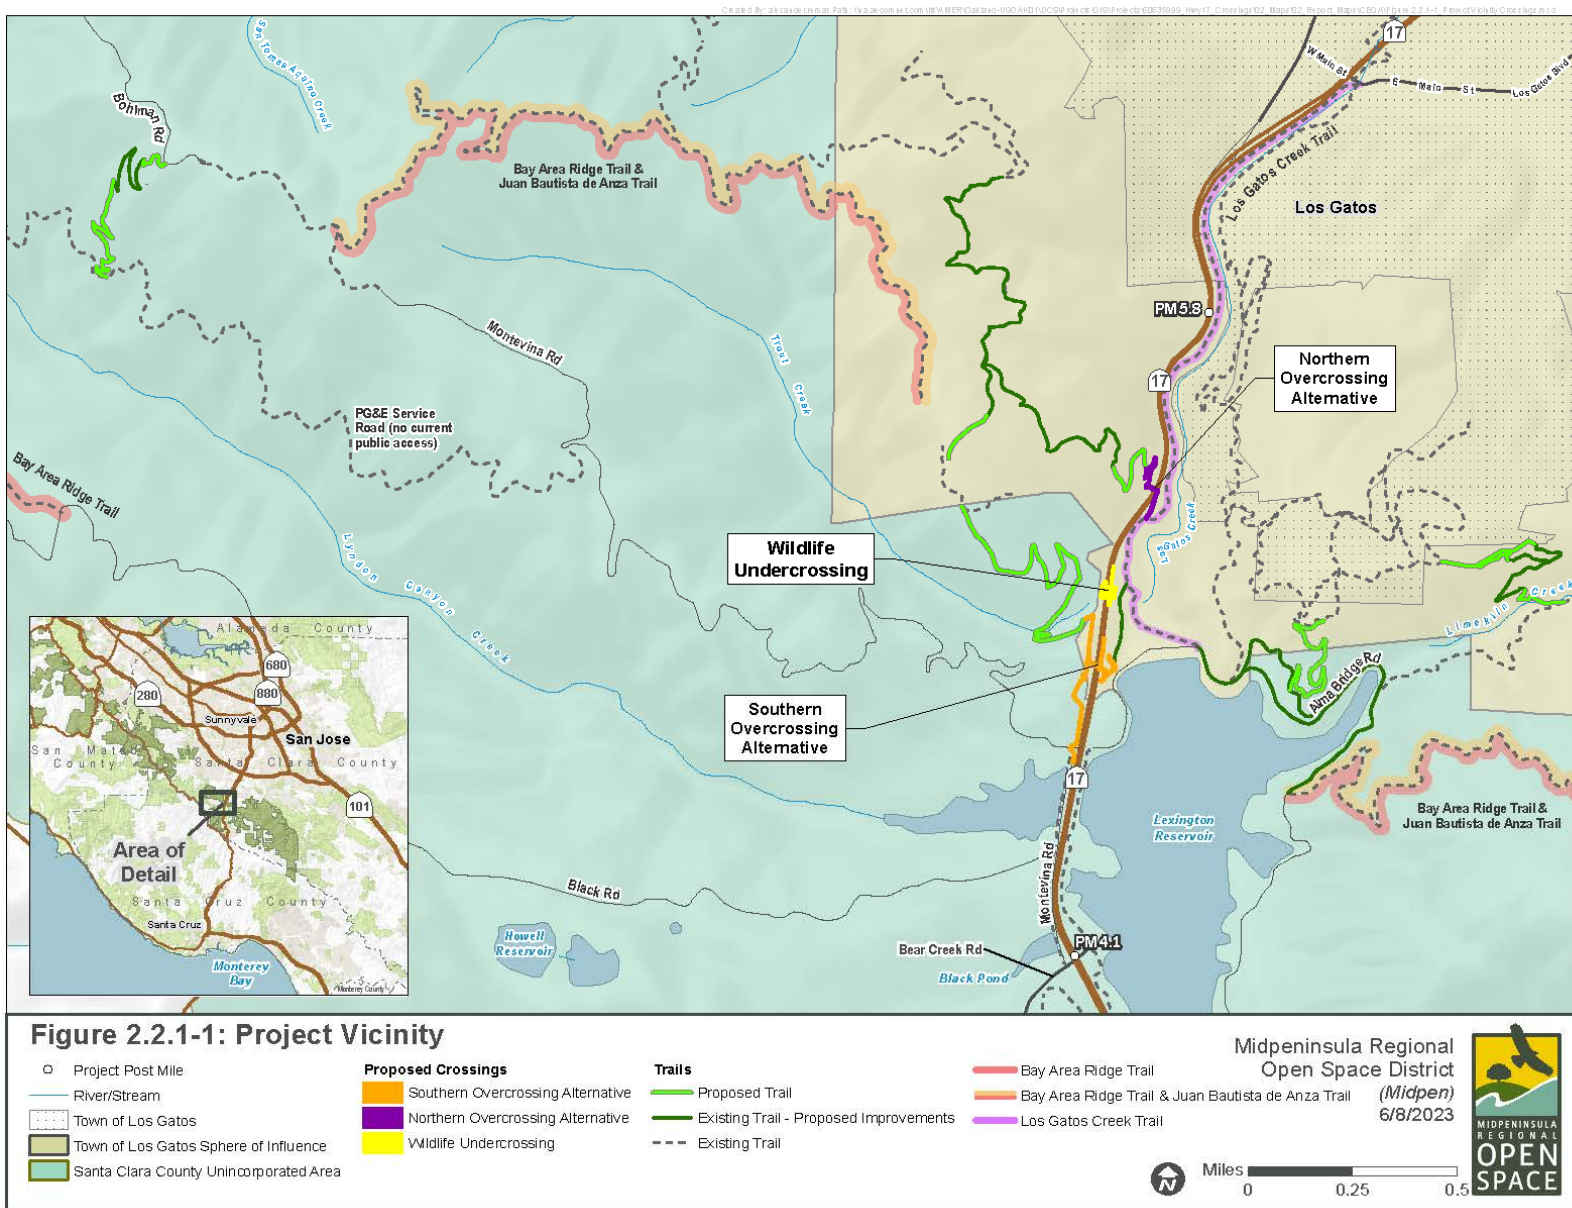 17
W Main St
E Main St
Los Gatos Blvd
San Tomas Aquino Creek
Bohlman Rd
Bay Area Ridge Trail &
Juan Bautista de Anza Trail
Los Gatos Creek Trail
Los Gatos
PM 5.8
Montevina Rd
Trout Creek
17
Northern
Overcrossing
Alternative
PG&E Service
Road (no current
public access)
Bay Area Ridge Trail
Los Gatos Creek
Wildlife
Undercrossing
Lyndon Canyon Creek
Limekiln Creek
Alma Bridge Rd
Southern
Overcrossing
Alternative
17
Bay Area Ridge Trail &
Juan Bautista de Anza Trail
Lexington
Reservoir
Montevina Rd
Black Rd
Howell
Reservoir
Bear Creek Rd
PM 4.1
Black Pond
Alameda County
680
280
880
Sunnyvale
San Jose
San Mateo
County
Santa Clara County
101
Area of
Detail
Santa Cruz County
Santa Cruz
Monterey
Bay
Monterey County
Figure 2.2.1-1: Project Vicinity
Project Post Mile
River/Stream
Town of Los Gatos
Town of Los Gatos Sphere of Influence
Santa Clara County Unincorporated Area
Proposed Crossings
Southern Overcrossing Alternative
Northern Overcrossing Alternative
Wildlife Undercrossing
Trails
Proposed Trail
Existing Trail - Proposed Improvements
Existing Trail
Bay Area Ridge Trail
Bay Area Ridge Trail & Juan Bautista de Anza Trail
Los Gatos Creek Trail
Midpeninsula Regional
Open Space District
(Midpen)
6/8/2023
N
Miles
0 0.25 0.5
MIDPENINSULA
REGIONAL
OPEN
SPACE